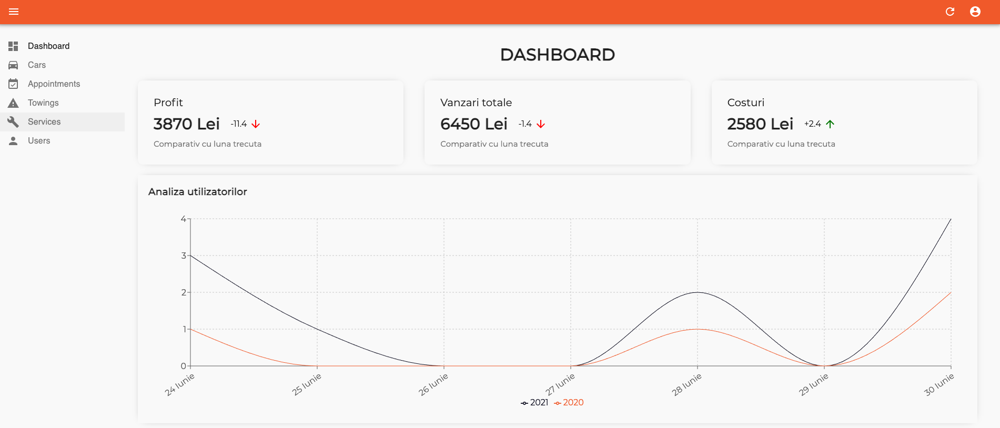 Dashboard
Cars
Appointments
Towings
Services
Users
DASHBOARD
Profit
3870 Lei -11.4
Comparativ cu luna trecuta
Vanzari totale
6450 Lei -1.4
Comparativ cu luna trecuta
Costuri
2580 Lei +2.4
Comparativ cu luna trecuta
Analiza utilizatorilor
4
3
2
1
0
24 Iunie 25 Iunie 26 Iunie 27 Iunie 28 Iunie 29 Iunie 30 Iunie
2021 2020